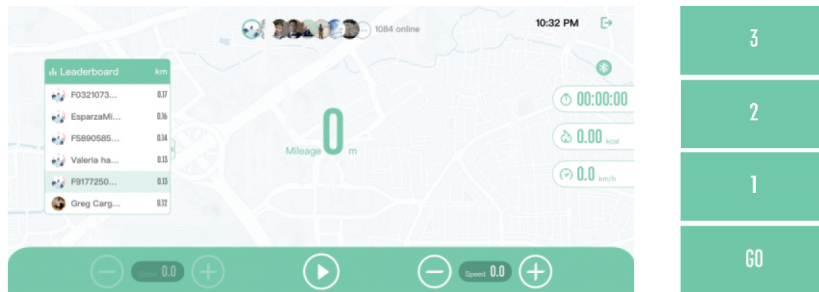 1084 online
10:32 PM
Leaderboard km
F0321073... 0.17
EsparzaMi... 0.16
F5890585... 0.14
Valeria ha... 0.13
F9177250... 0.13
Greg Carg... 0.12
Mileage 0 m
00:00:00
0.00 kcal
0.0 km/h
0.0
Speed 0.0
3
2
1
GO